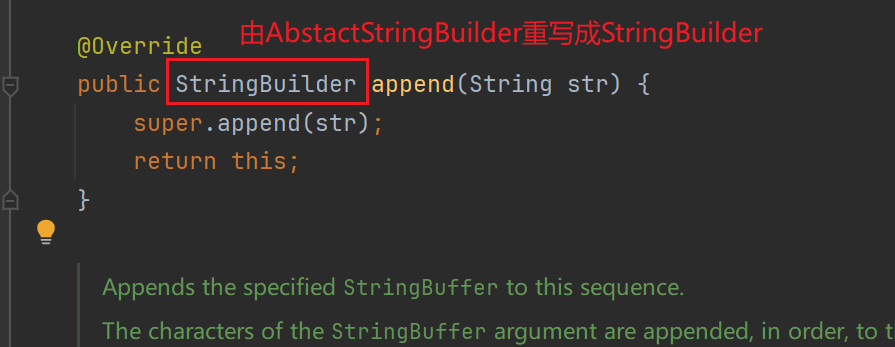 由AbstactStringBuilder重写成StringBuilder
@Override
public StringBuilder append(String str) {
super.append(str);
return this;
}
Appends the specified StringBuffer to this sequence.
The characters of the StringBuffer argument are appended, in order, to t